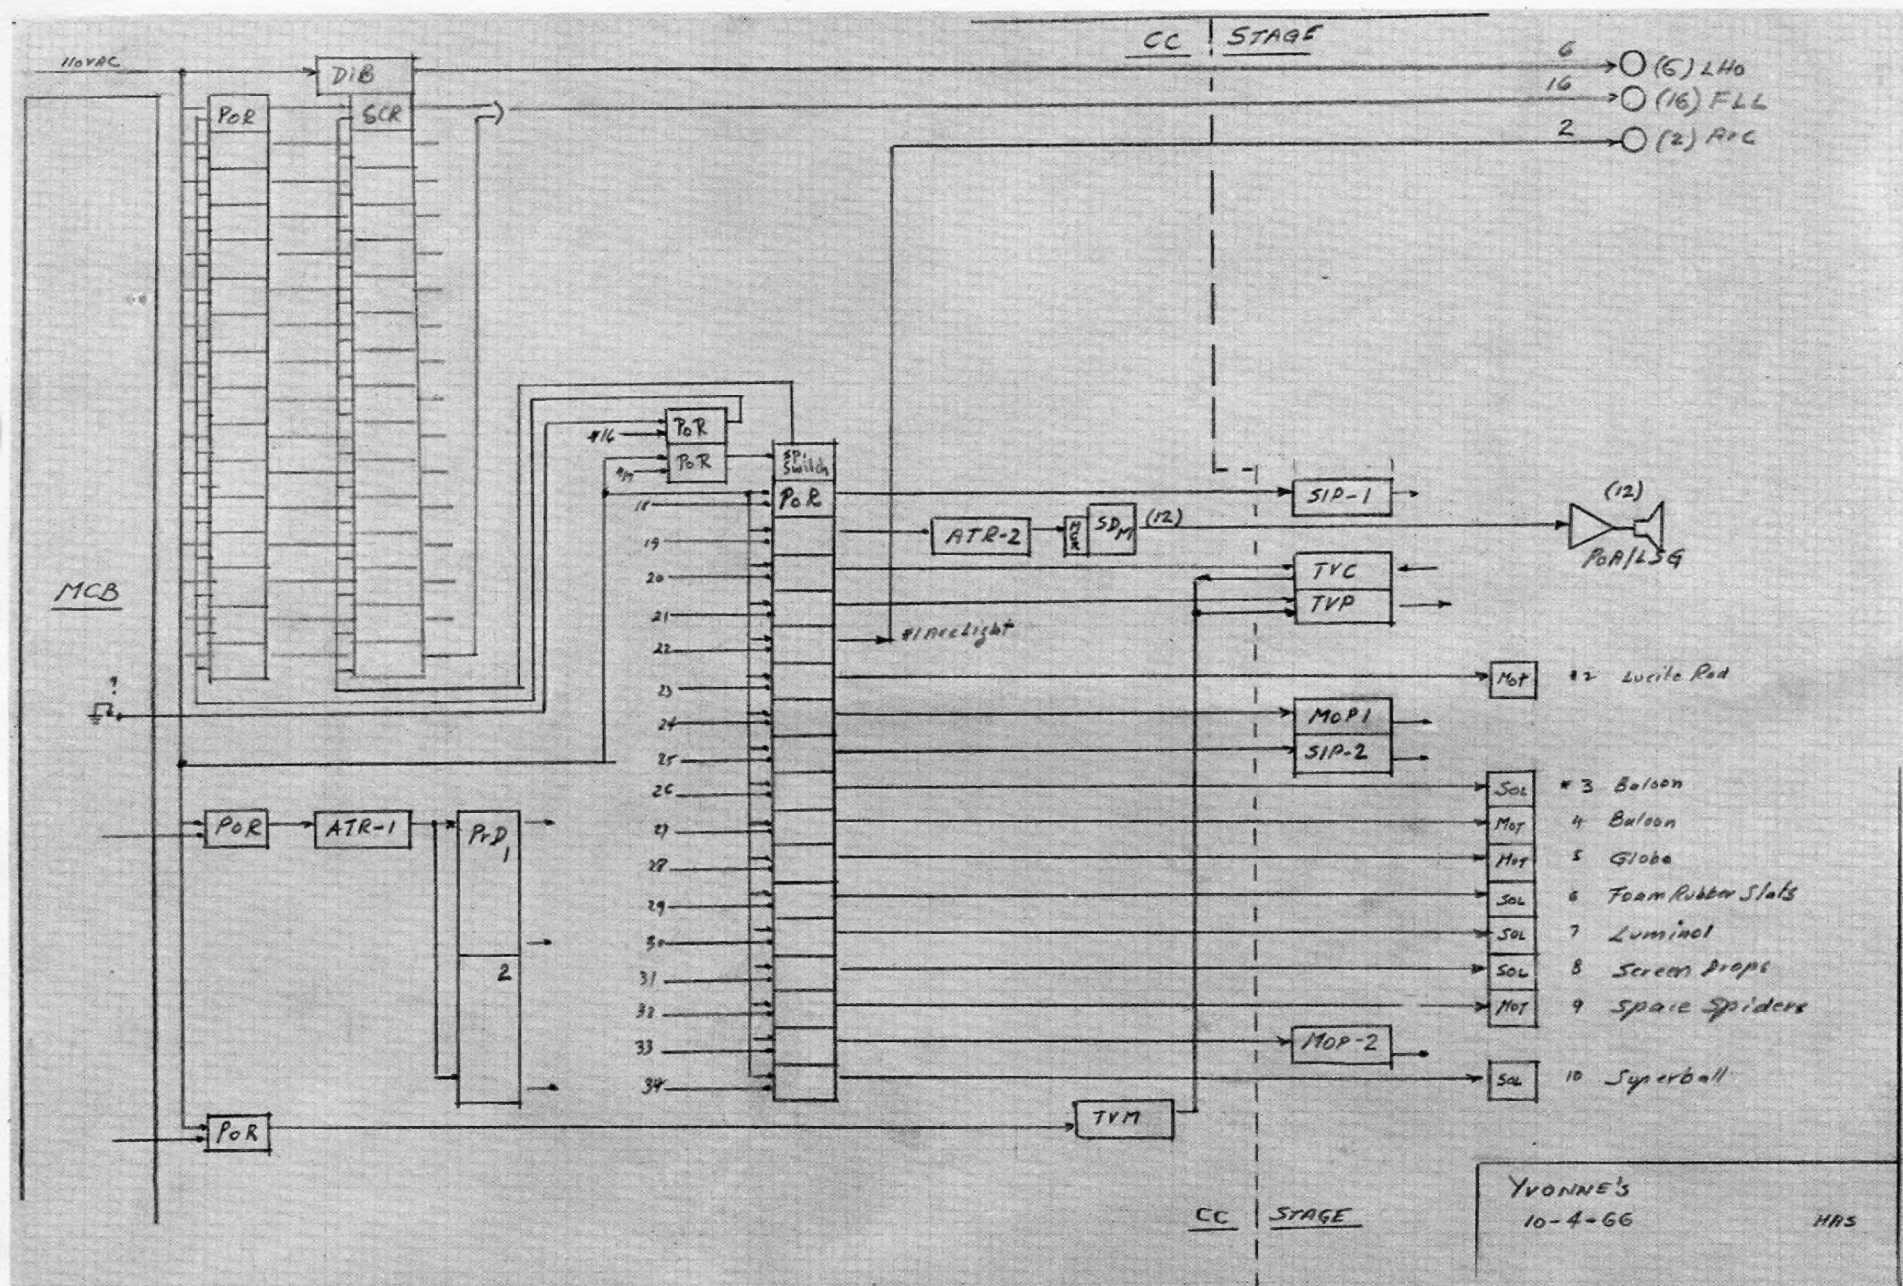 CC STAGE
110VAC
DIB
6 (6) LHO
16 (16) FLL
2 (2) ArC
POR SCR
#16 POR
POR
SP. Switch
18 POR
SIP-1
(12)
19 ATR-2 SDM (12)
POA/LSG
20 TVC
21 TVP
MCB
22 #1 Arc Light
23 MOT #2 Lucite Rod
?
24 MOP1
25 SIP-2
26 SOL #3 Baloon
POR ATR-1 PrD 1
27 MOT 4 Baloon
28 MOT 5 Globe
29 SOL 6 Foam Rubber Slats
30 SOL 7 Luminol
2
31 SOL 8 Screen Drops
32 MOT 9 Space Spiders
33 MOP-2
34 SOL 10 Superball
POR TVM
CC STAGE
YVONNE'S
10-4-66 HAS